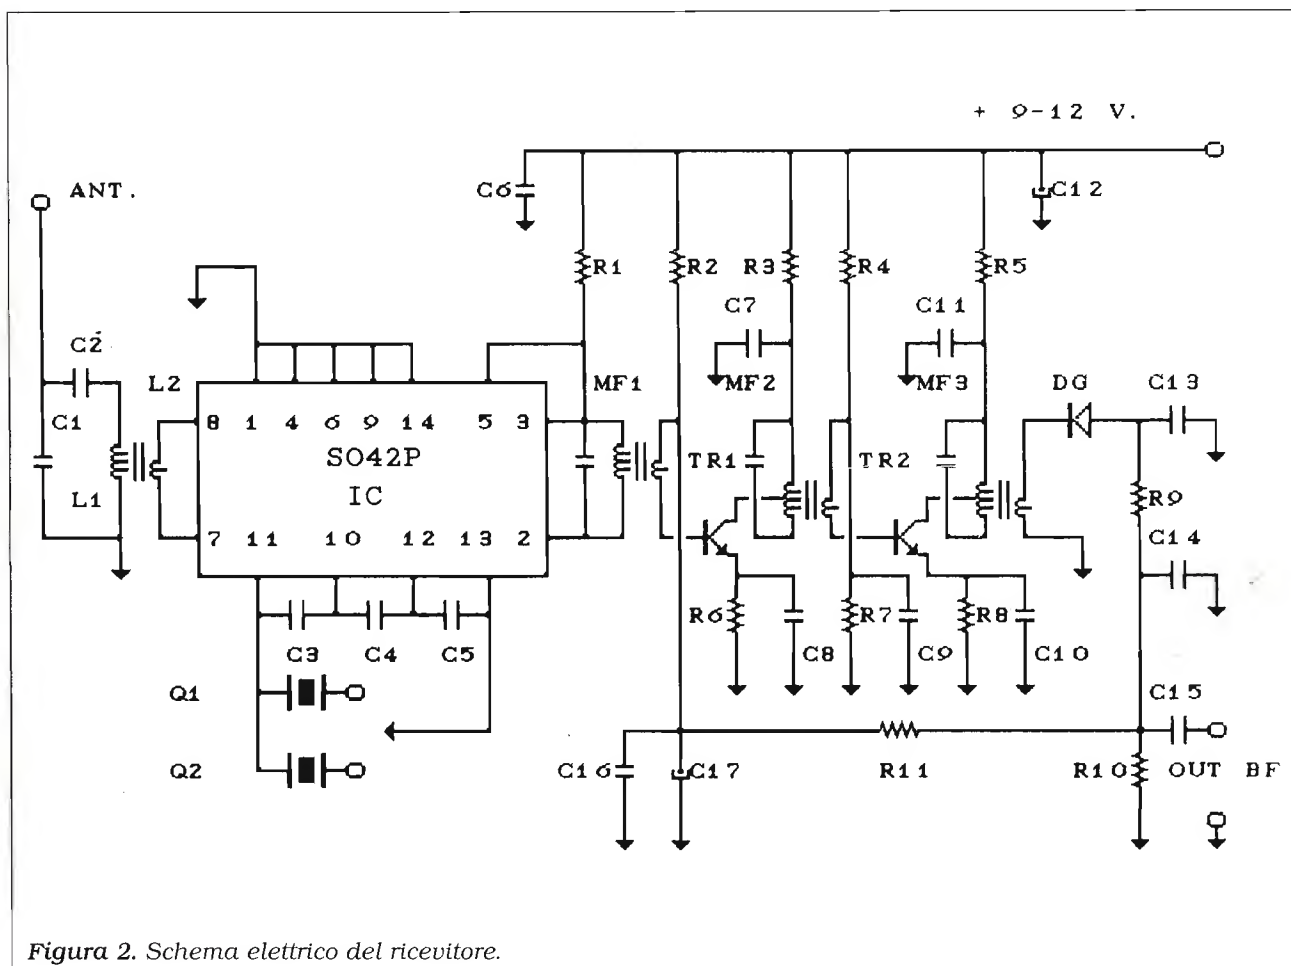 + 9-12 V.
ANT.
C6
C12
R1
R2
R3
R4
R5
C7
C11
C2
L2
MF1
MF2
MF3
DG
C13
C1
8 1 4 6 9 14 5 3
SO42P
IC
TR1
TR2
L1
R9
7 11 10 12 13 2
C14
R6
C8
R7
C9
R8
C10
C3
C4
C5
Q1
C15
Q2
C16
C17
R11
R10
OUT BF
Figura 2. Schema elettrico del ricevitore.